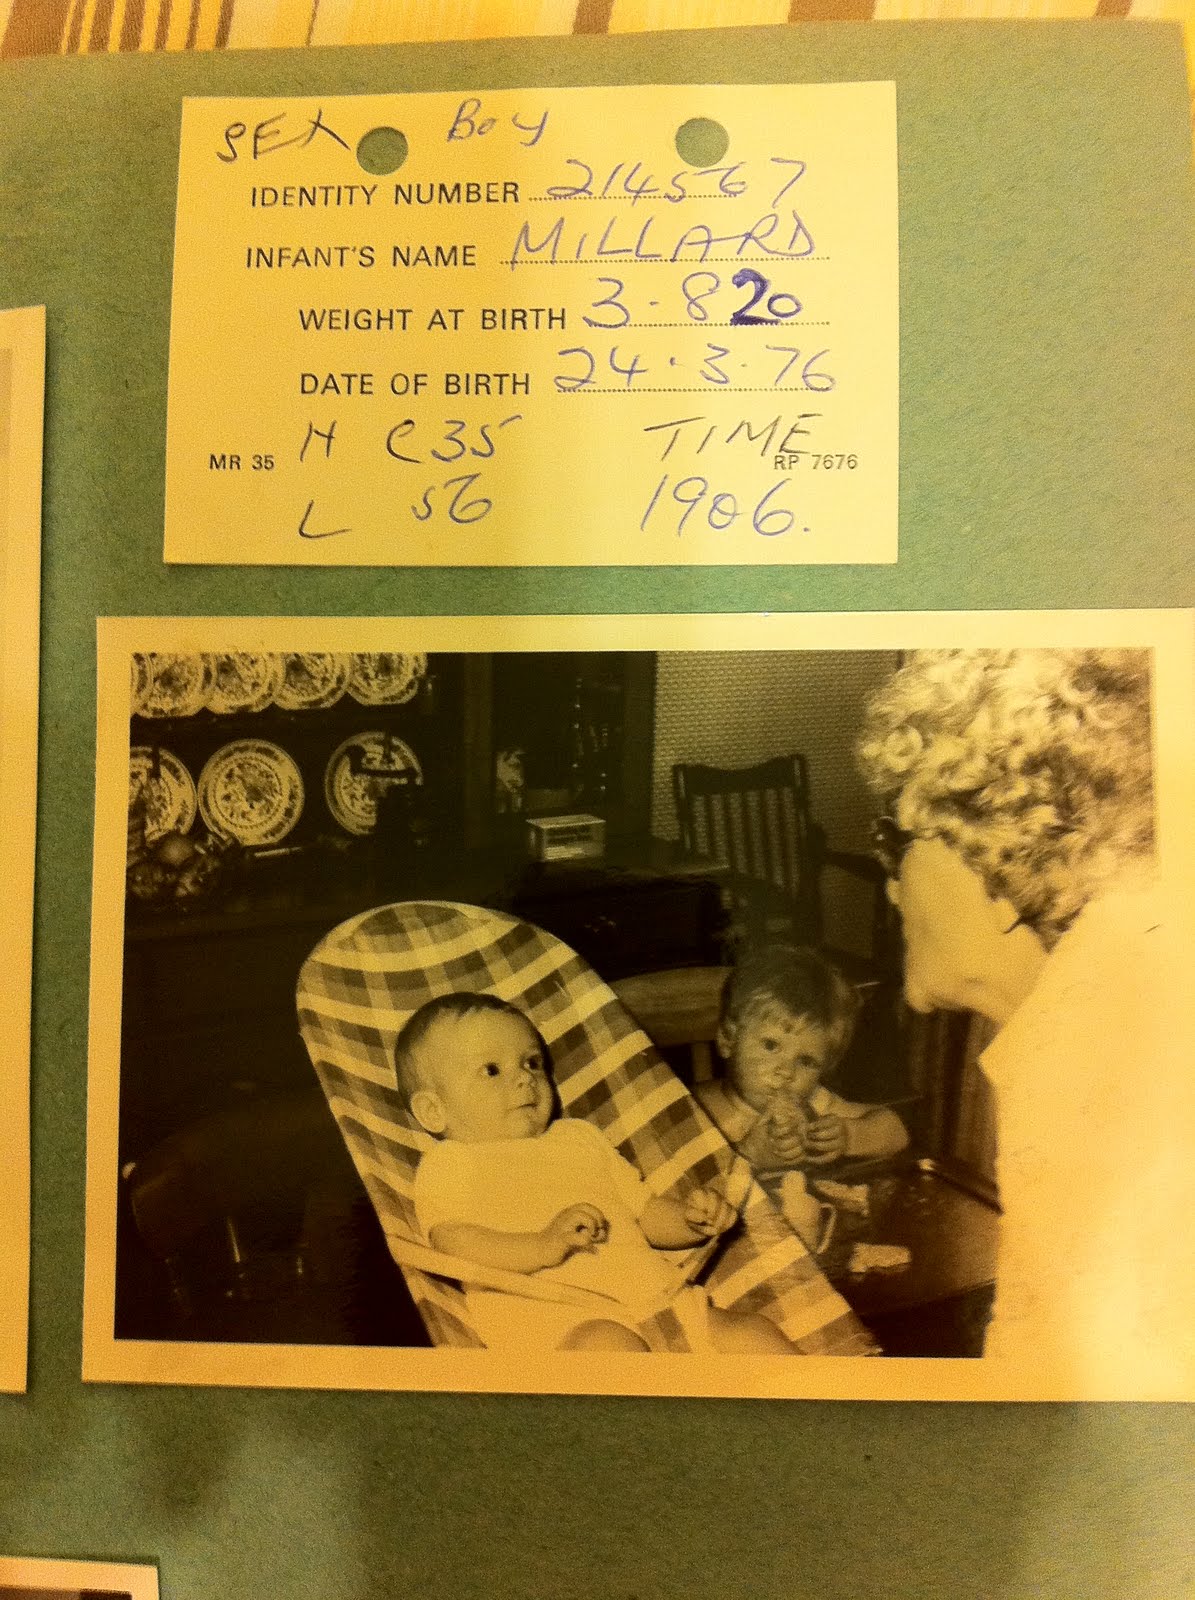 SEX Boy
IDENTITY NUMBER 214567
INFANT'S NAME MILLARD
WEIGHT AT BIRTH 3-820
DATE OF BIRTH 24.3.76
H C 35 TIME
MR 35 RP 7676
L 56 1906.